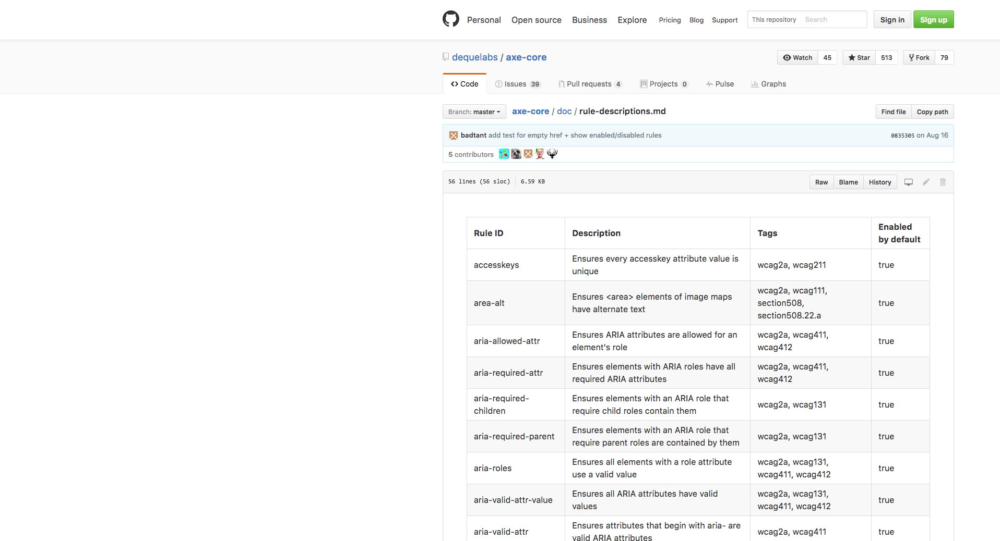 Personal Open source Business Explore Pricing Blog Support This repository Search Sign in Sign up
dequelabs / axe-core
Watch 45 Star 513 Fork 79
Code Issues 39 Pull requests 4 Projects 0 Pulse Graphs
Branch: master axe-core / doc / rule-descriptions.md Find file Copy path
badtant add test for empty href + show enabled/disabled rules 0835305 on Aug 16
5 contributors
56 lines (56 sloc) 6.59 KB Raw Blame History
Rule ID Description Tags Enabled
by default
accesskeys Ensures every accesskey attribute value is
unique wcag2a, wcag211 true
area-alt Ensures <area> elements of image maps
have alternate text wcag2a, wcag111,
section508,
section508.22.a true
aria-allowed-attr Ensures ARIA attributes are allowed for an
element's role wcag2a, wcag411,
wcag412 true
aria-required-attr Ensures elements with ARIA roles have all
required ARIA attributes wcag2a, wcag411,
wcag412 true
aria-required-
children Ensures elements with an ARIA role that
require child roles contain them wcag2a, wcag131 true
aria-required-parent Ensures elements with an ARIA role that
require parent roles are contained by them wcag2a, wcag131 true
aria-roles Ensures all elements with a role attribute
use a valid value wcag2a, wcag131,
wcag411, wcag412 true
aria-valid-attr-value Ensures all ARIA attributes have valid
values wcag2a, wcag131,
wcag411, wcag412 true
aria-valid-attr Ensures attributes that begin with aria- are
valid ARIA attributes wcag2a, wcag411 true